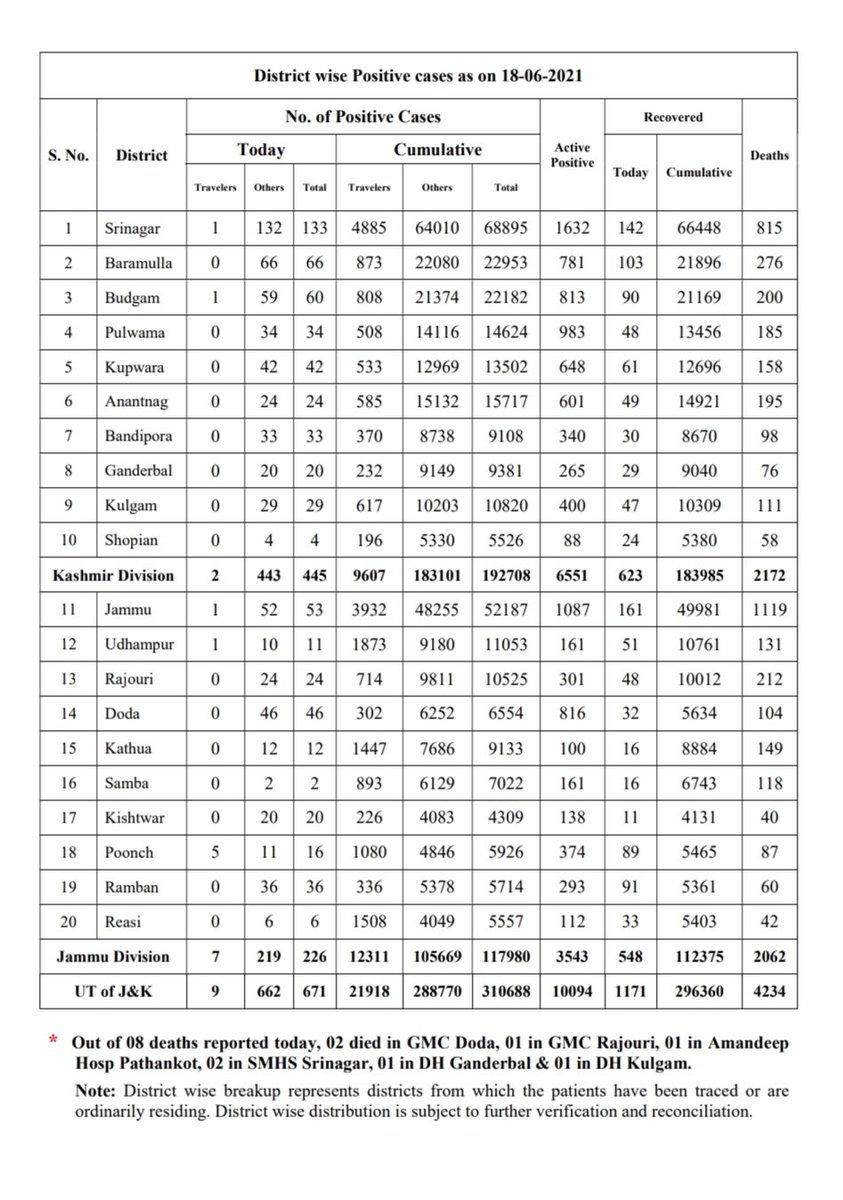 District wise Positive cases as on 18-06-2021
S. No. District No. of Positive Cases Active Positive Recovered Deaths
Today Cumulative Today Cumulative
Travelers Others Total Travelers Others Total
1 Srinagar 1 132 133 4885 64010 68895 1632 142 66448 815
2 Baramulla 0 66 66 873 22080 22953 781 103 21896 276
3 Budgam 1 59 60 808 21374 22182 813 90 21169 200
4 Pulwama 0 34 34 508 14116 14624 983 48 13456 185
5 Kupwara 0 42 42 533 12969 13502 648 61 12696 158
6 Anantnag 0 24 24 585 15132 15717 601 49 14921 195
7 Bandipora 0 33 33 370 8738 9108 340 30 8670 98
8 Ganderbal 0 20 20 232 9149 9381 265 29 9040 76
9 Kulgam 0 29 29 617 10203 10820 400 47 10309 111
10 Shopian 0 4 4 196 5330 5526 88 24 5380 58
Kashmir Division 2 443 445 9607 183101 192708 6551 623 183985 2172
11 Jammu 1 52 53 3932 48255 52187 1087 161 49981 1119
12 Udhampur 1 10 11 1873 9180 11053 161 51 10761 131
13 Rajouri 0 24 24 714 9811 10525 301 48 10012 212
14 Doda 0 46 46 302 6252 6554 816 32 5634 104
15 Kathua 0 12 12 1447 7686 9133 100 16 8884 149
16 Samba 0 2 2 893 6129 7022 161 16 6743 118
17 Kishtwar 0 20 20 226 4083 4309 138 11 4131 40
18 Poonch 5 11 16 1080 4846 5926 374 89 5465 87
19 Ramban 0 36 36 336 5378 5714 293 91 5361 60
20 Reasi 0 6 6 1508 4049 5557 112 33 5403 42
Jammu Division 7 219 226 12311 105669 117980 3543 548 112375 2062
UT of J&K 9 662 671 21918 288770 310688 10094 1171 296360 4234
* Out of 08 deaths reported today, 02 died in GMC Doda, 01 in GMC Rajouri, 01 in Amandeep
Hosp Pathankot, 02 in SMHS Srinagar, 01 in DH Ganderbal & 01 in DH Kulgam.
Note: District wise breakup represents districts from which the patients have been traced or are
ordinarily residing. District wise distribution is subject to further verification and reconciliation.